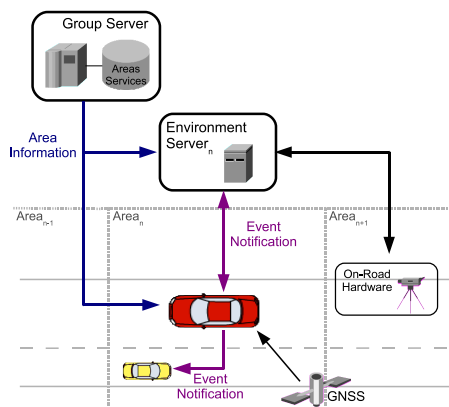 Group Server
Areas
Services
Area
Information
Environment
Server n
Area n-1
Area n
Area n+1
Event
Notification
On-Road
Hardware
Event
Notification
GNSS